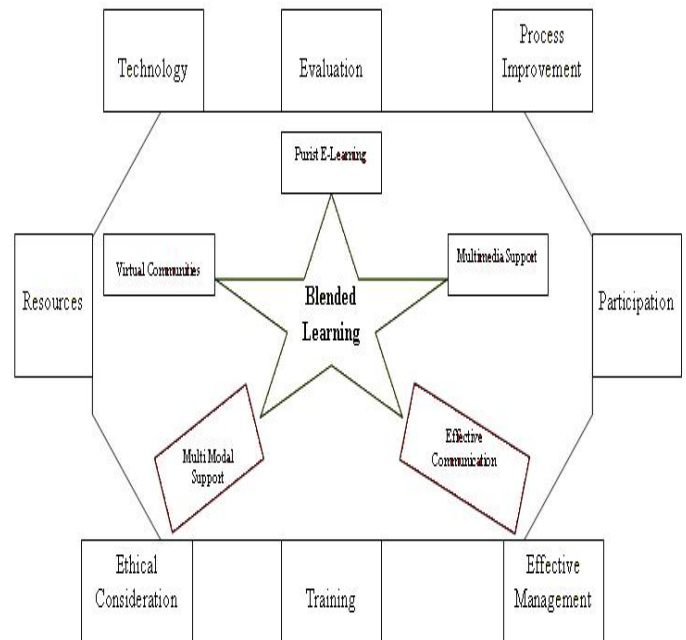 Technology
Evaluation
Process
Improvement
Purist E-Learning
Virtual Communities
Multimedia Support
Resources
Blended
Learning
Participation
Multi Modal
Support
Effective
Communication
Ethical
Consideration
Training
Effective
Management